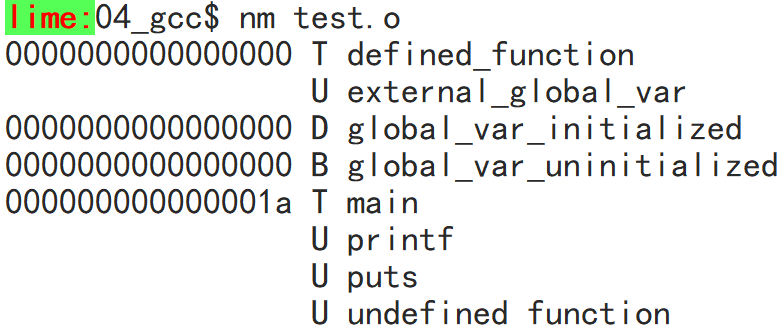 lime:04_gcc$ nm test.o
0000000000000000 T defined_function
U external_global_var
0000000000000000 D global_var_initialized
0000000000000000 B global_var_uninitialized
000000000000001a T main
U printf
U puts
U undefined function